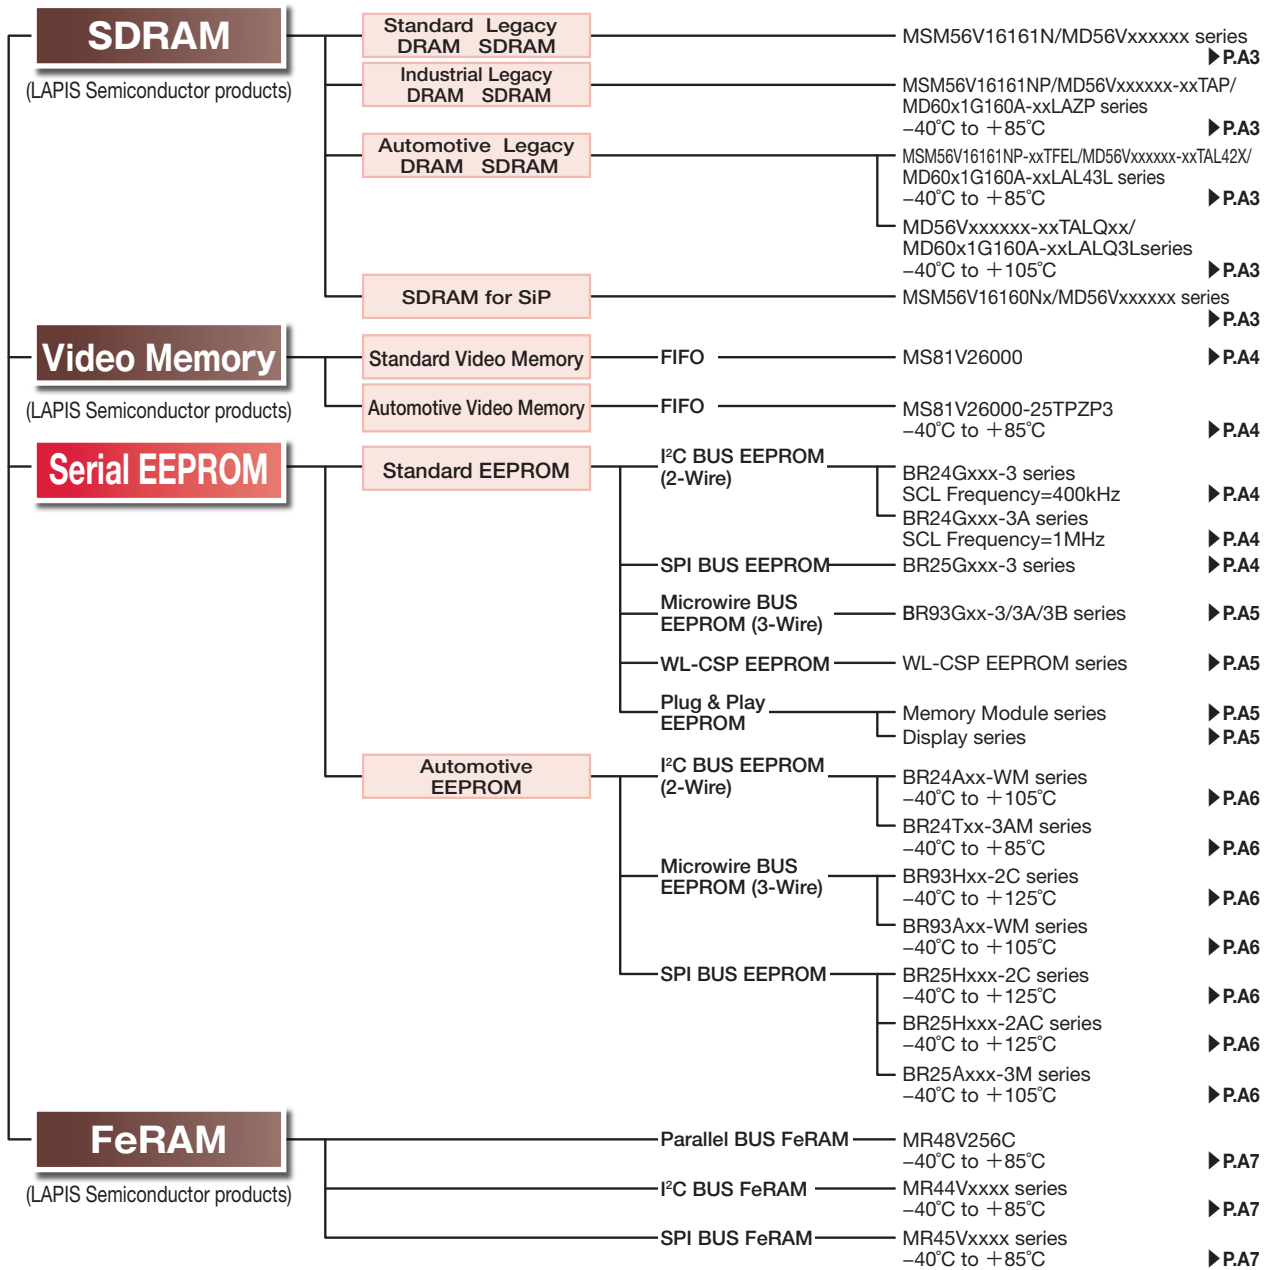 SDRAM
(LAPIS Semiconductor products)
Standard Legacy
DRAM SDRAM
MSM56V16161N/MD56Vxxxxxx series
▶P.A3
Industrial Legacy
DRAM SDRAM
MSM56V16161NP/MD56Vxxxxxx-xxTAP/
MD60x1G160A-xxLAZP series
−40˚C to +85˚C ▶P.A3
Automotive Legacy
DRAM SDRAM
MSM56V16161NP-xxTFEL/MD56Vxxxxxx-xxTAL42X/
MD60x1G160A-xxLAL43L series
−40˚C to +85˚C ▶P.A3
MD56Vxxxxxx-xxTALQxx/
MD60x1G160A-xxLALQ3Lseries
−40˚C to +105˚C ▶P.A3
SDRAM for SiP
MSM56V16160Nx/MD56Vxxxxxx series
▶P.A3
Video Memory
(LAPIS Semiconductor products)
Standard Video Memory
FIFO
MS81V26000 ▶P.A4
Automotive Video Memory
FIFO
MS81V26000-25TPZP3
−40˚C to +85˚C ▶P.A4
Serial EEPROM
Standard EEPROM
I²C BUS EEPROM
(2-Wire)
BR24Gxxx-3 series
SCL Frequency=400kHz ▶P.A4
BR24Gxxx-3A series
SCL Frequency=1MHz ▶P.A4
SPI BUS EEPROM
BR25Gxxx-3 series ▶P.A4
Microwire BUS
EEPROM (3-Wire)
BR93Gxx-3/3A/3B series ▶P.A5
WL-CSP EEPROM
WL-CSP EEPROM series ▶P.A5
Plug & Play
EEPROM
Memory Module series ▶P.A5
Display series ▶P.A5
Automotive
EEPROM
I²C BUS EEPROM
(2-Wire)
BR24Axx-WM series
−40˚C to +105˚C ▶P.A6
BR24Txx-3AM series
−40˚C to +85˚C ▶P.A6
Microwire BUS
EEPROM (3-Wire)
BR93Hxx-2C series
−40˚C to +125˚C ▶P.A6
BR93Axx-WM series
−40˚C to +105˚C ▶P.A6
SPI BUS EEPROM
BR25Hxxx-2C series
−40˚C to +125˚C ▶P.A6
BR25Hxxx-2AC series
−40˚C to +125˚C ▶P.A6
BR25Axxx-3M series
−40˚C to +105˚C ▶P.A6
FeRAM
(LAPIS Semiconductor products)
Parallel BUS FeRAM
MR48V256C
−40˚C to +85˚C ▶P.A7
I²C BUS FeRAM
MR44Vxxxx series
−40˚C to +85˚C ▶P.A7
SPI BUS FeRAM
MR45Vxxxx series
−40˚C to +85˚C ▶P.A7